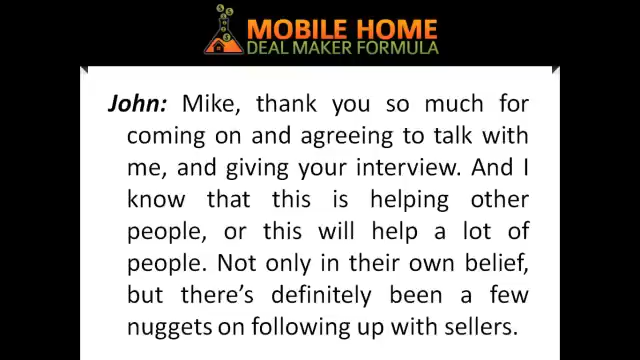 MOBILE HOME
DEAL MAKER FORMULA
John: Mike, thank you so much for
coming on and agreeing to talk with
me, and giving your interview. And I
know that this is helping other
people, or this will help a lot of
people. Not only in their own belief,
but there's definitely been a few
nuggets on following up with sellers.